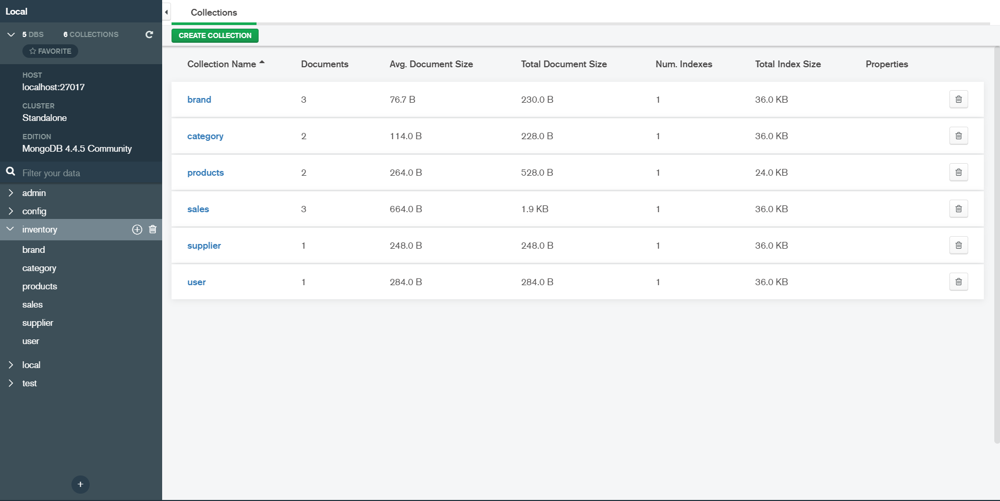 Local
5 DBS 6 COLLECTIONS
FAVORITE
HOST
localhost:27017
CLUSTER
Standalone
EDITION
MongoDB 4.4.5 Community
Filter your data
admin
config
inventory
brand
category
products
sales
supplier
user
local
test
+
Collections
CREATE COLLECTION
Collection Name Documents Avg. Document Size Total Document Size Num. Indexes Total Index Size Properties
brand 3 76.7 B 230.0 B 1 36.0 KB
category 2 114.0 B 228.0 B 1 36.0 KB
products 2 264.0 B 528.0 B 1 24.0 KB
sales 3 664.0 B 1.9 KB 1 36.0 KB
supplier 1 248.0 B 248.0 B 1 36.0 KB
user 1 284.0 B 284.0 B 1 36.0 KB